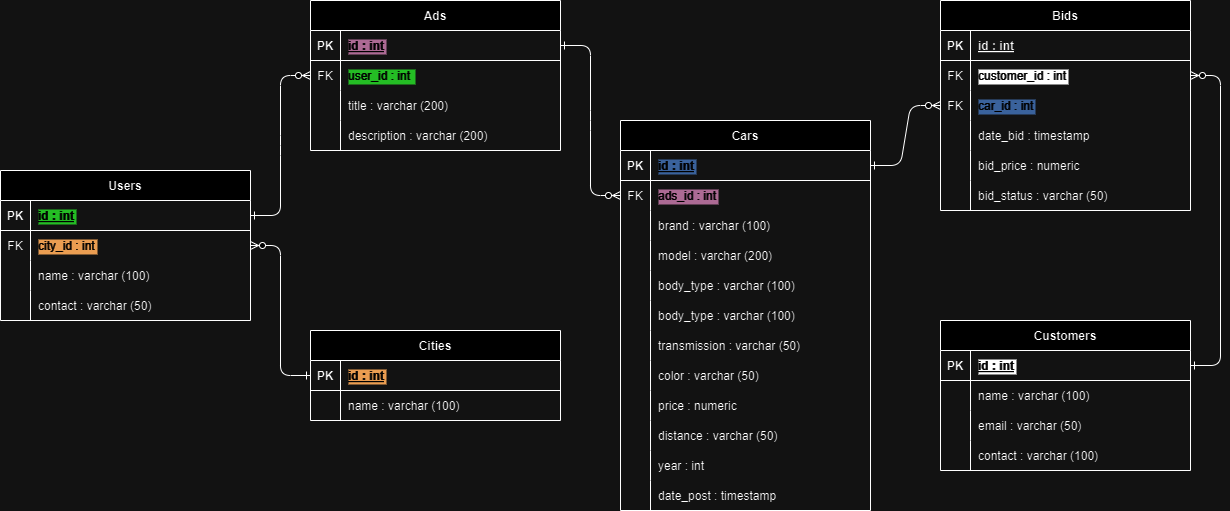 Ads
PK id : int
FK user_id : int
title : varchar (200)
description : varchar (200)
Users
PK id : int
FK city_id : int
name : varchar (100)
contact : varchar (50)
Cities
PK id : int
name : varchar (100)
Cars
PK id : int
FK ads_id : int
brand : varchar (100)
model : varchar (200)
body_type : varchar (100)
body_type : varchar (100)
transmission : varchar (50)
color : varchar (50)
price : numeric
distance : varchar (50)
year : int
date_post : timestamp
Bids
PK id : int
FK customer_id : int
FK car_id : int
date_bid : timestamp
bid_price : numeric
bid_status : varchar (50)
Customers
PK id : int
name : varchar (100)
email : varchar (50)
contact : varchar (100)